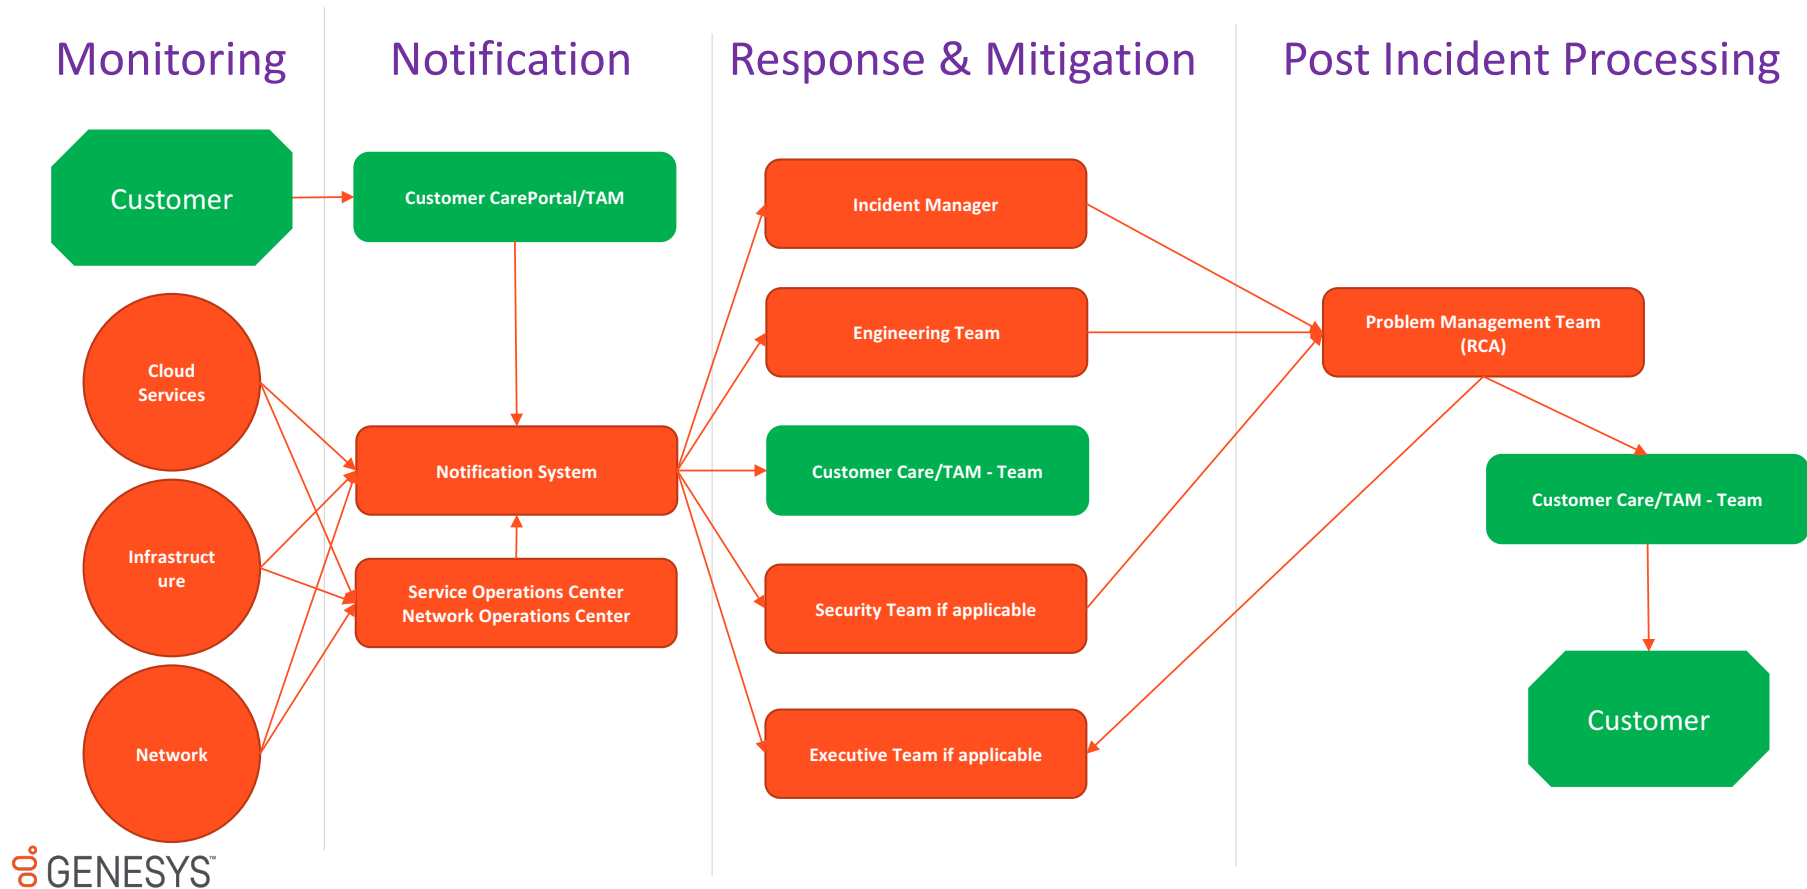 Monitoring
Notification
Response & Mitigation
Post Incident Processing
Customer
Customer CarePortal/TAM
Incident Manager
Engineering Team
Problem Management Team
(RCA)
Cloud
Services
Notification System
Customer Care/TAM - Team
Customer Care/TAM - Team
Infrastruct
ure
Service Operations Center
Network Operations Center
Security Team if applicable
Network
Executive Team if applicable
Customer
GENESYS™